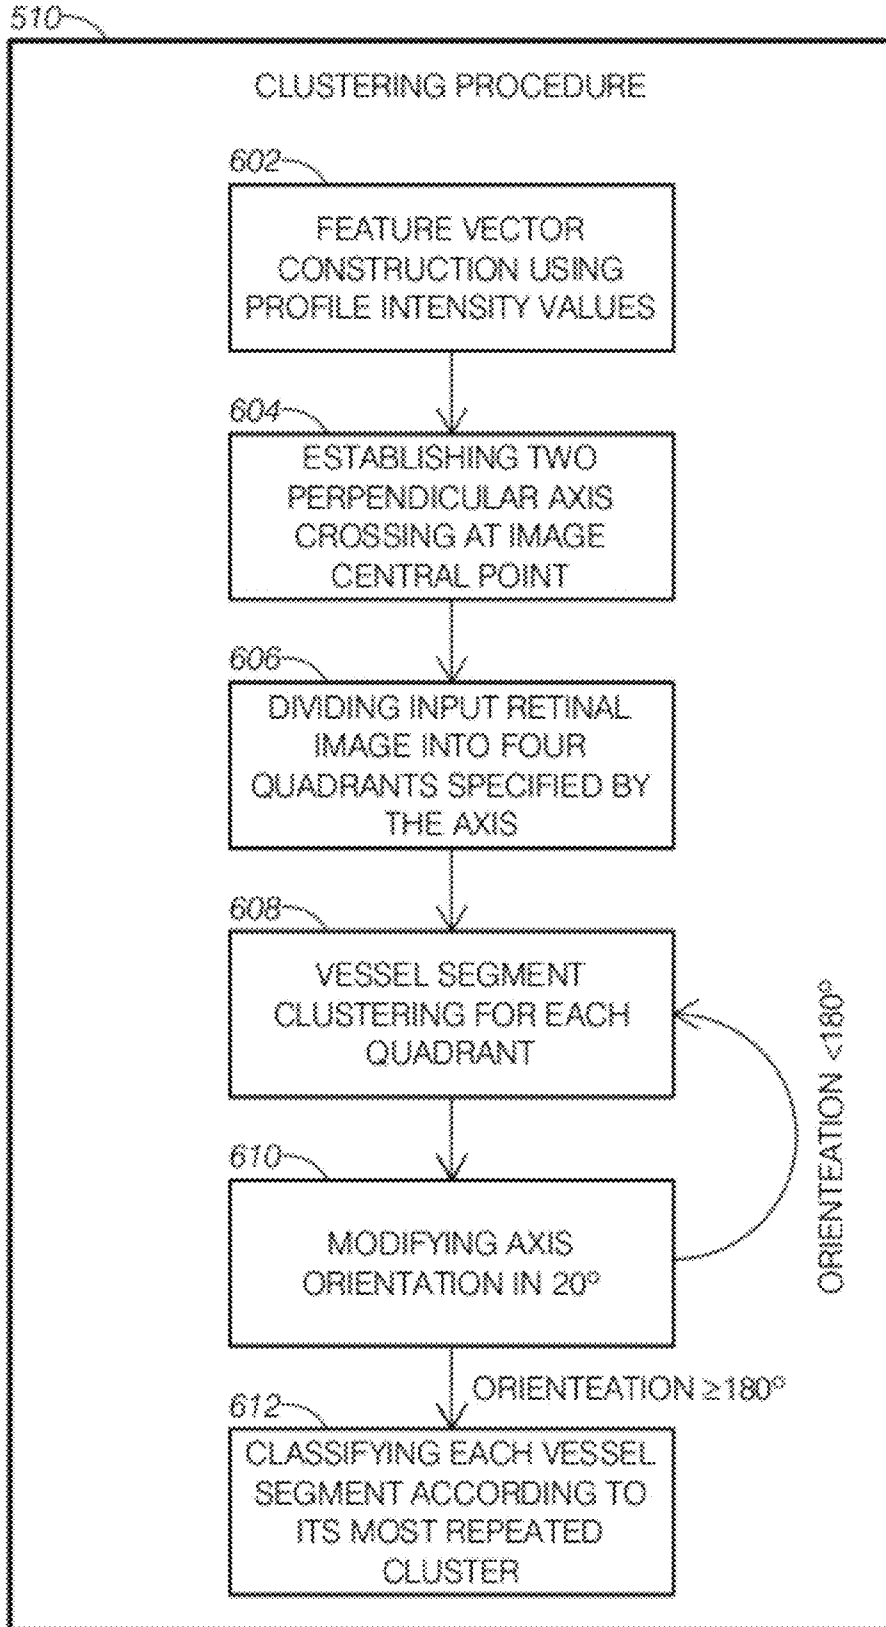 510
CLUSTERING PROCEDURE
602
FEATURE VECTOR
CONSTRUCTION USING
PROFILE INTENSITY VALUES
604
ESTABLISHING TWO
PERPENDICULAR AXIS
CROSSING AT IMAGE
CENTRAL POINT
606
DIVIDING INPUT RETINAL
IMAGE INTO FOUR
QUADRANTS SPECIFIED BY
THE AXIS
608
VESSEL SEGMENT
CLUSTERING FOR EACH
QUADRANT
ORIENTEATION <180º
610
MODIFYING AXIS
ORIENTATION IN 20º
ORIENTEATION ≥180º
612
CLASSIFYING EACH VESSEL
SEGMENT ACCORDING TO
ITS MOST REPEATED
CLUSTER